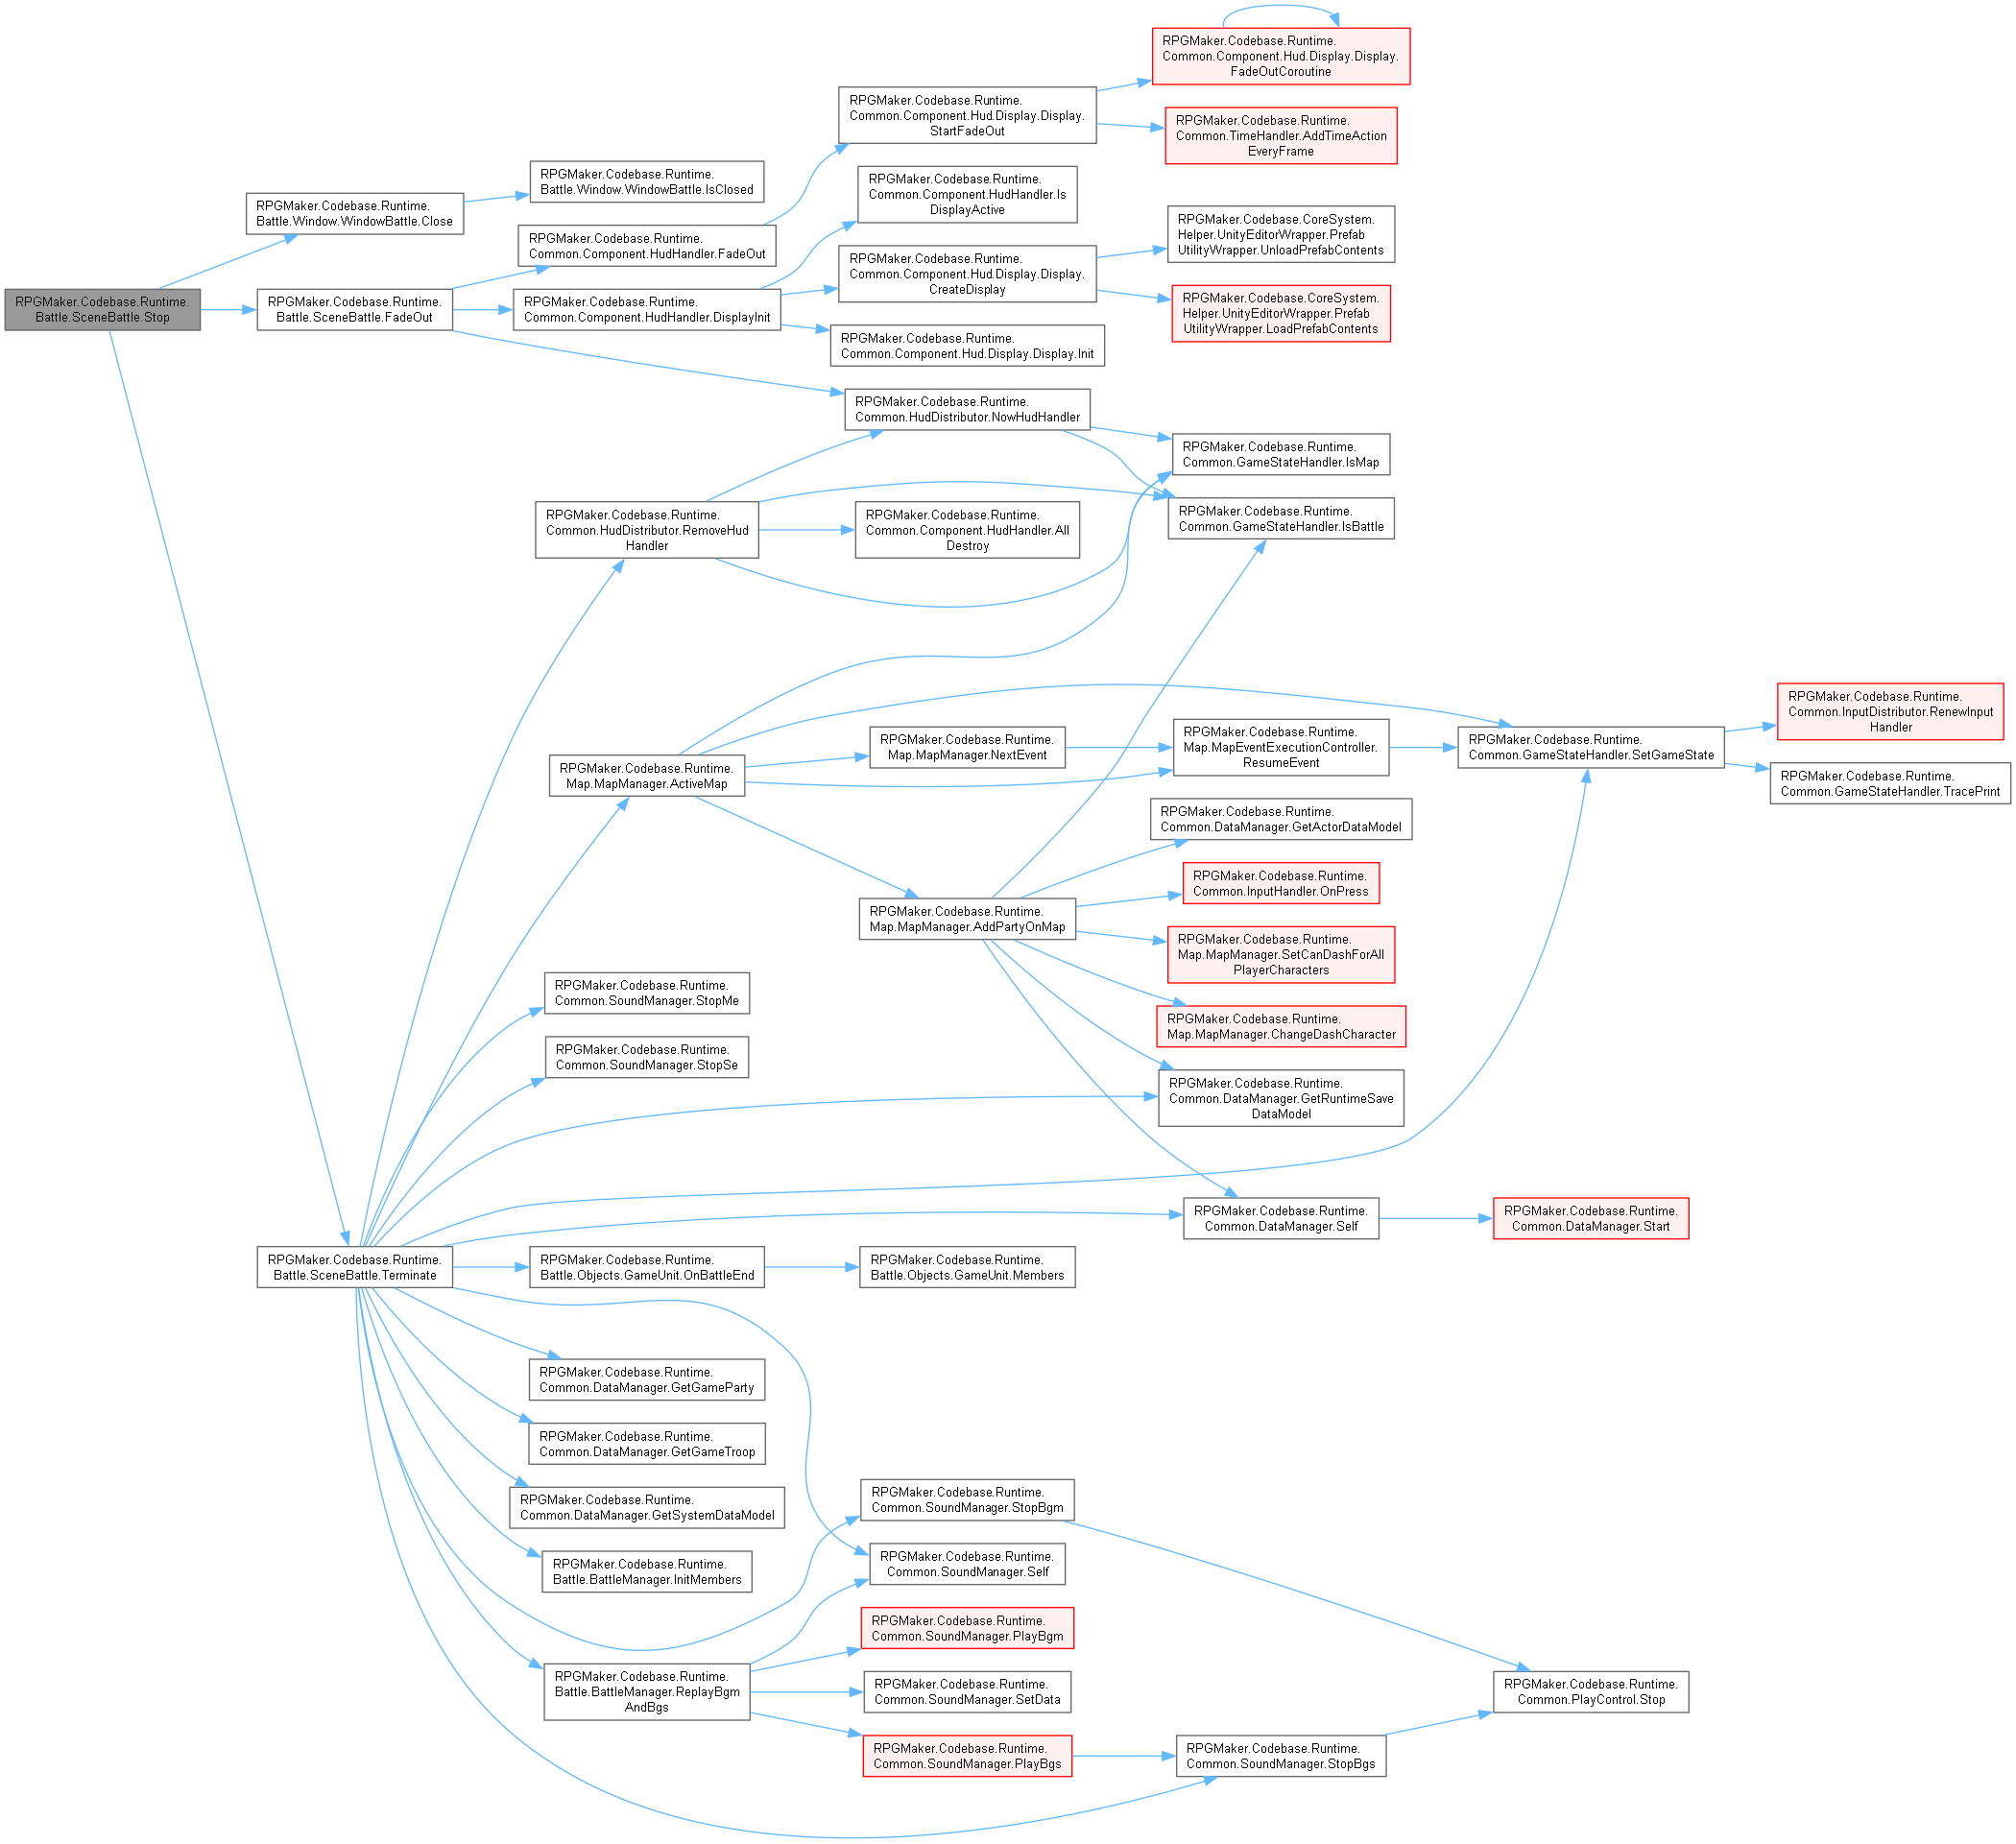 RPGMaker.Codebase.Runtime.
Battle.SceneBattle.Stop
RPGMaker.Codebase.Runtime.
Battle.Window.WindowBattle.Close
RPGMaker.Codebase.Runtime.
Battle.Window.WindowBattle.IsClosed
RPGMaker.Codebase.Runtime.
Battle.SceneBattle.FadeOut
RPGMaker.Codebase.Runtime.
Common.Component.HudHandler.FadeOut
RPGMaker.Codebase.Runtime.
Common.Component.Hud.Display.Display.
StartFadeOut
RPGMaker.Codebase.Runtime.
Common.Component.Hud.Display.Display.
FadeOutCoroutine
RPGMaker.Codebase.Runtime.
Common.TimeHandler.AddTimeAction
EveryFrame
RPGMaker.Codebase.Runtime.
Common.Component.HudHandler.DisplayInit
RPGMaker.Codebase.Runtime.
Common.Component.HudHandler.Is
DisplayActive
RPGMaker.Codebase.Runtime.
Common.Component.Hud.Display.Display.
CreateDisplay
RPGMaker.Codebase.CoreSystem.
Helper.UnityEditorWrapper.Prefab
UtilityWrapper.UnloadPrefabContents
RPGMaker.Codebase.CoreSystem.
Helper.UnityEditorWrapper.Prefab
UtilityWrapper.LoadPrefabContents
RPGMaker.Codebase.Runtime.
Common.Component.Hud.Display.Display.Init
RPGMaker.Codebase.Runtime.
Common.HudDistributor.NowHudHandler
RPGMaker.Codebase.Runtime.
Common.GameStateHandler.IsMap
RPGMaker.Codebase.Runtime.
Common.GameStateHandler.IsBattle
RPGMaker.Codebase.Runtime.
Common.HudDistributor.RemoveHud
Handler
RPGMaker.Codebase.Runtime.
Common.Component.HudHandler.All
Destroy
RPGMaker.Codebase.Runtime.
Map.MapManager.ActiveMap
RPGMaker.Codebase.Runtime.
Map.MapManager.NextEvent
RPGMaker.Codebase.Runtime.
Map.MapEventExecutionController.
ResumeEvent
RPGMaker.Codebase.Runtime.
Common.GameStateHandler.SetGameState
RPGMaker.Codebase.Runtime.
Common.InputDistributor.RenewInput
Handler
RPGMaker.Codebase.Runtime.
Common.GameStateHandler.TracePrint
RPGMaker.Codebase.Runtime.
Map.MapManager.AddPartyOnMap
RPGMaker.Codebase.Runtime.
Common.DataManager.GetActorDataModel
RPGMaker.Codebase.Runtime.
Common.InputHandler.OnPress
RPGMaker.Codebase.Runtime.
Map.MapManager.SetCanDashForAll
PlayerCharacters
RPGMaker.Codebase.Runtime.
Map.MapManager.ChangeDashCharacter
RPGMaker.Codebase.Runtime.
Common.DataManager.GetRuntimeSave
DataModel
RPGMaker.Codebase.Runtime.
Common.DataManager.Self
RPGMaker.Codebase.Runtime.
Common.DataManager.Start
RPGMaker.Codebase.Runtime.
Common.SoundManager.StopMe
RPGMaker.Codebase.Runtime.
Common.SoundManager.StopSe
RPGMaker.Codebase.Runtime.
Battle.SceneBattle.Terminate
RPGMaker.Codebase.Runtime.
Battle.Objects.GameUnit.OnBattleEnd
RPGMaker.Codebase.Runtime.
Battle.Objects.GameUnit.Members
RPGMaker.Codebase.Runtime.
Common.DataManager.GetGameParty
RPGMaker.Codebase.Runtime.
Common.DataManager.GetGameTroop
RPGMaker.Codebase.Runtime.
Common.DataManager.GetSystemDataModel
RPGMaker.Codebase.Runtime.
Battle.BattleManager.InitMembers
RPGMaker.Codebase.Runtime.
Common.SoundManager.StopBgm
RPGMaker.Codebase.Runtime.
Common.SoundManager.Self
RPGMaker.Codebase.Runtime.
Battle.BattleManager.ReplayBgm
AndBgs
RPGMaker.Codebase.Runtime.
Common.SoundManager.PlayBgm
RPGMaker.Codebase.Runtime.
Common.SoundManager.SetData
RPGMaker.Codebase.Runtime.
Common.SoundManager.PlayBgs
RPGMaker.Codebase.Runtime.
Common.SoundManager.StopBgs
RPGMaker.Codebase.Runtime.
Common.PlayControl.Stop